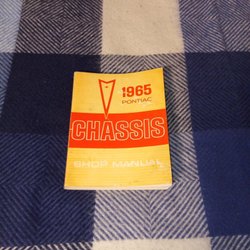 1965
PONTIAC
CHASSIS
SHOP MANUAL